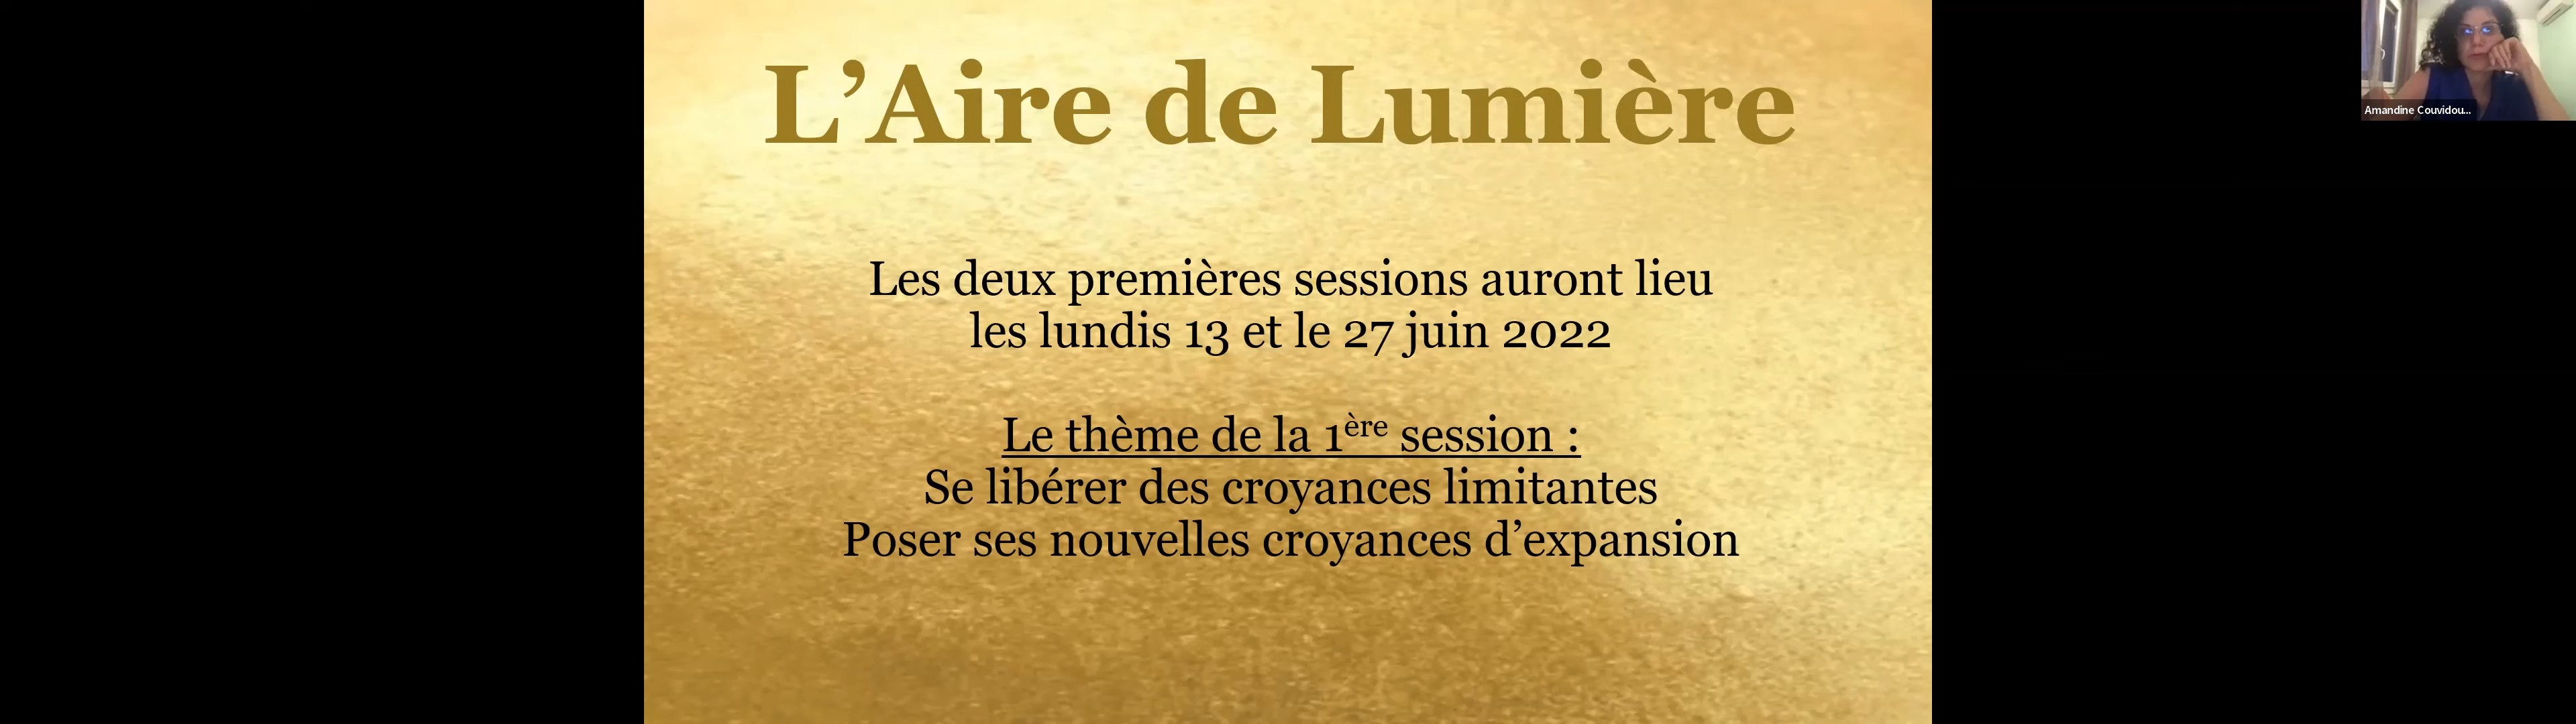 L’Aire de Lumière
Les deux premières sessions auront lieu
les lundis 13 et le 27 juin 2022
Le thème de la 1ère session :
Se libérer des croyances limitantes
Poser ses nouvelles croyances d’expansion
Amandine Couvidou...